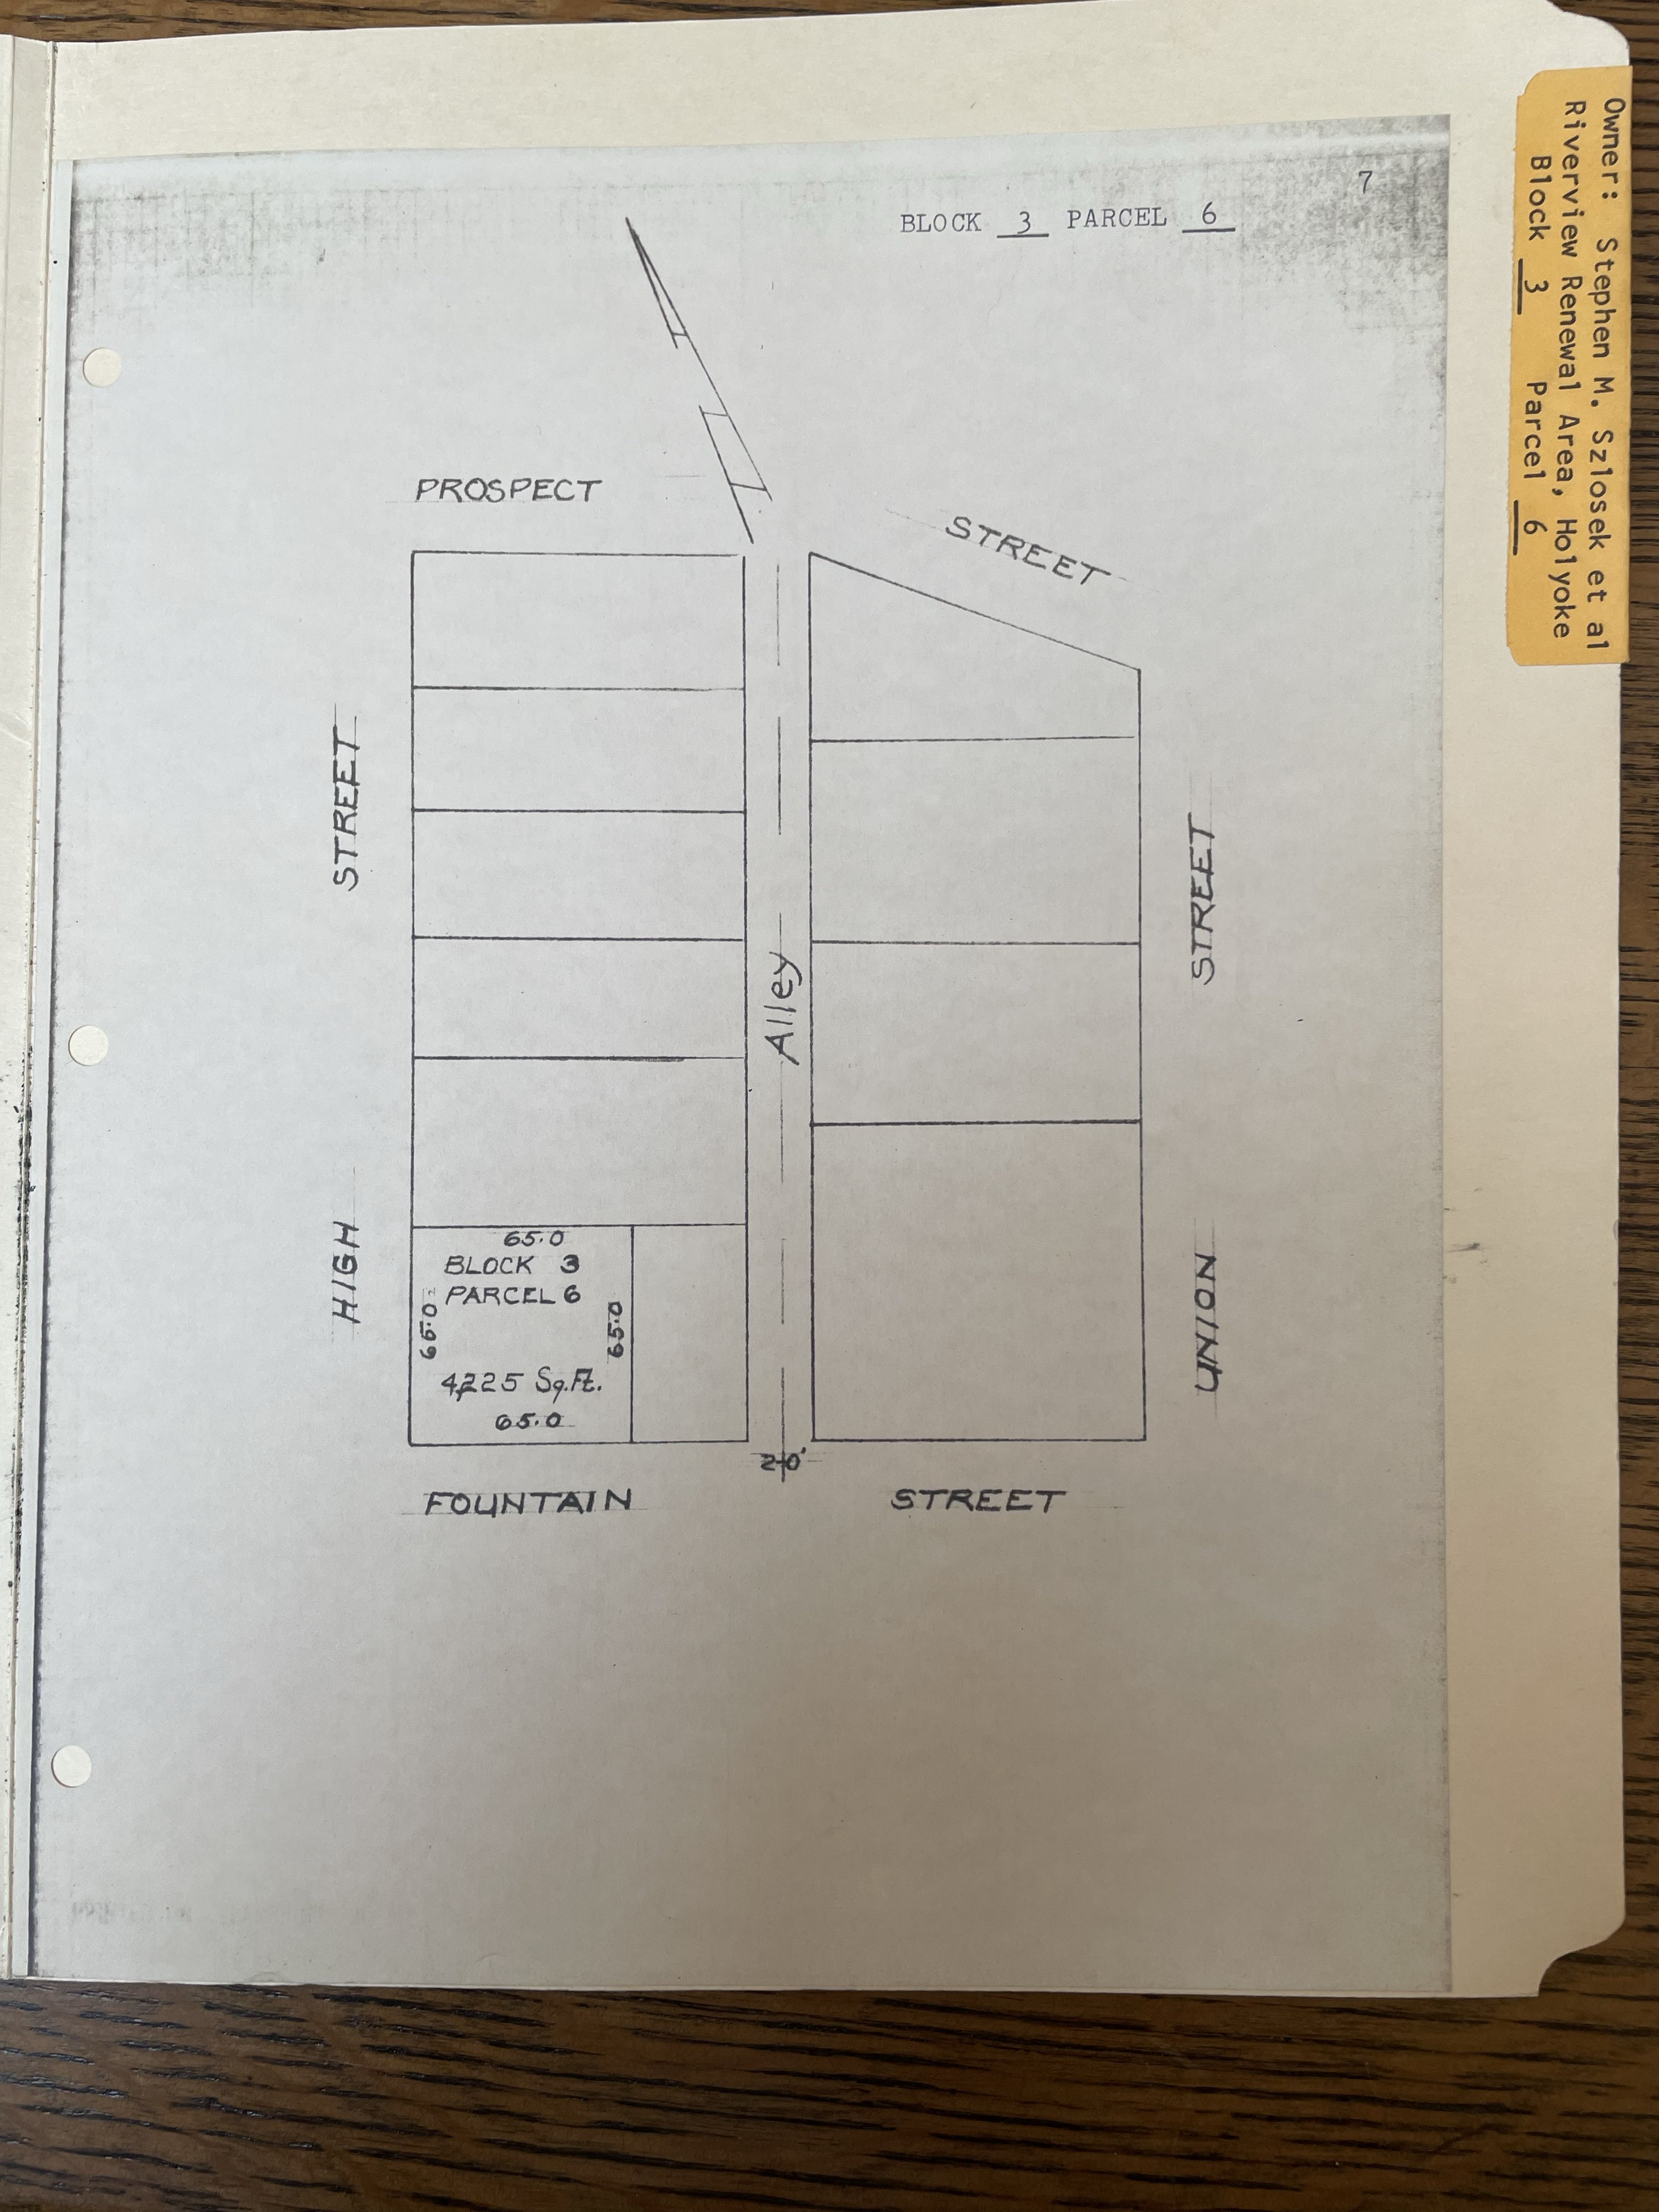 Owner: Stephen M. Szlosek et al
Riverview Renewal Area, Holyoke
Block 3 Parcel 6
7
BLOCK 3 PARCEL 6
PROSPECT STREET
HIGH STREET
Alley
UNION STREET
65.0
BLOCK 3
PARCEL 6
65.0
65.0
4,225 Sq.Ft.
65.0
20'
FOUNTAIN STREET